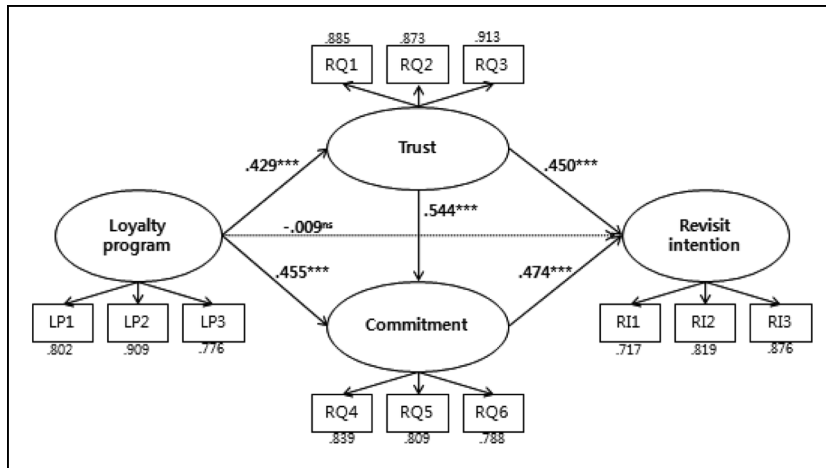 .885 .873 .913
RQ1 RQ2 RQ3
Trust
.429*** .450***
.544***
Loyalty
program
-.009ns
Revisit
intention
.455*** .474***
LP1 LP2 LP3
.802 .909 .776
Commitment
RI1 RI2 RI3
.717 .819 .876
RQ4 RQ5 RQ6
.839 .809 .788